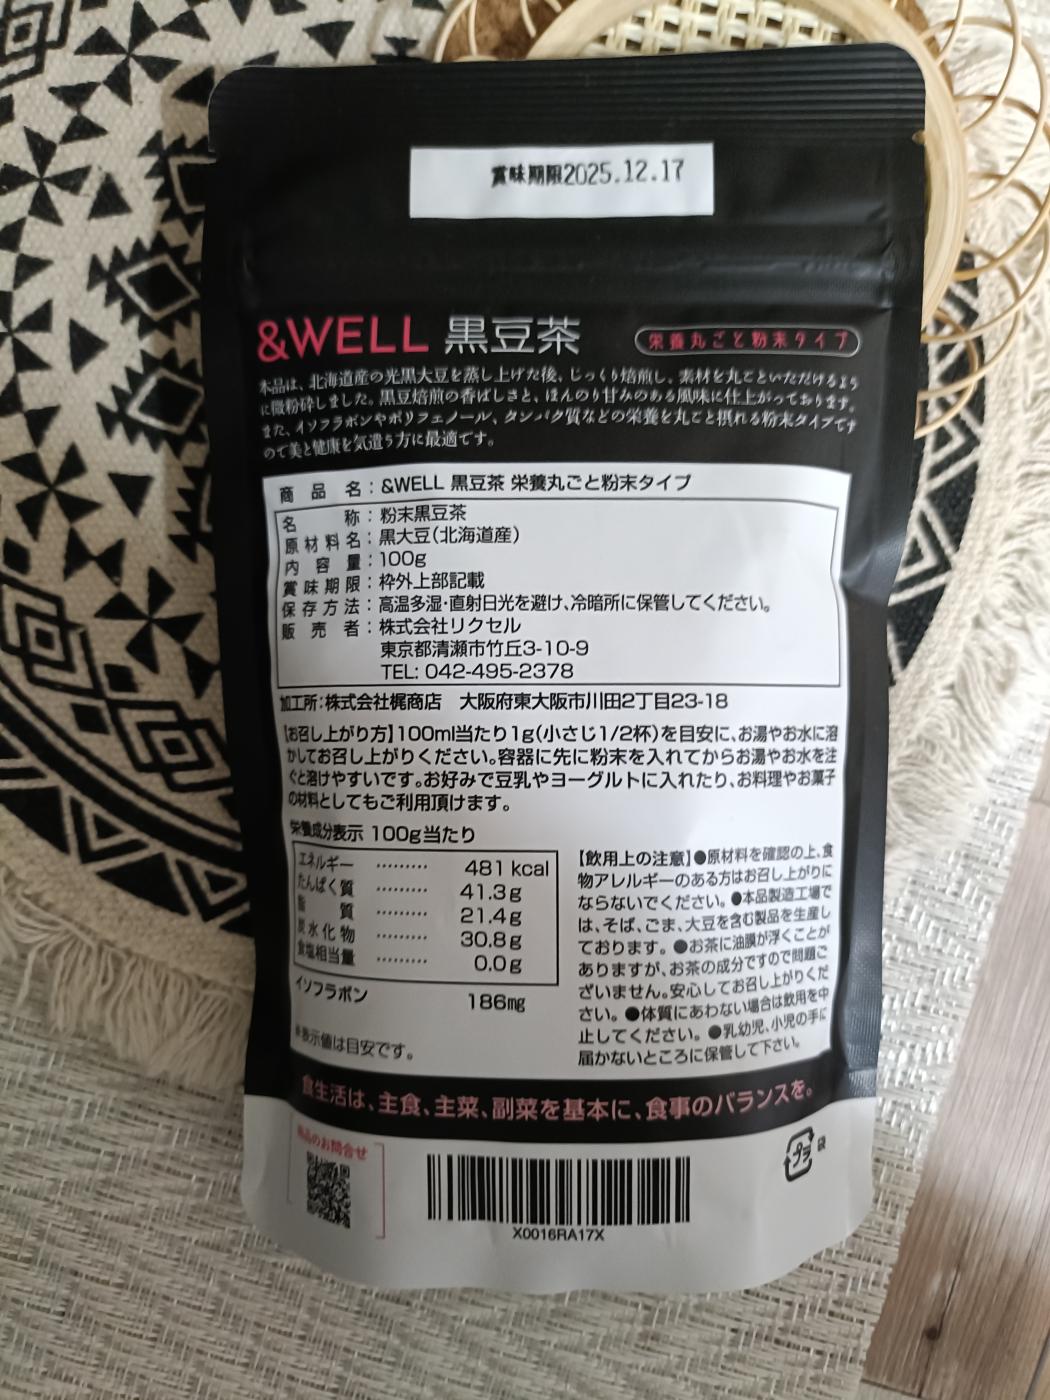 賞味期限2025.12.17
&WELL 黒豆茶
栄養丸ごと粉末タイプ
本品は、北海道産の光黒大豆を蒸し上げた後、じっくり焙煎し、素材を丸ごといただけるよう
に微粉砕しました。黒豆焙煎の香ばしさと、ほんのり甘みのある風味に仕上がっております。
また、イソフラボンやポリフェノール、タンパク質などの栄養を丸ごと摂れる粉末タイプです
ので美と健康を気遣う方に最適です。
商品名:&WELL 黒豆茶 栄養丸ごと粉末タイプ
名称:粉末黒豆茶
原材料名:黒大豆(北海道産)
内容量:100g
賞味期限:枠外上部記載
保存方法:高温多湿・直射日光を避け、冷暗所に保管してください。
販売者:株式会社リクセル
東京都清瀬市竹丘3-10-9
TEL: 042-495-2378
加工所:株式会社梶商店 大阪府東大阪市川田2丁目23-18
【お召し上がり方】100ml当たり1g(小さじ1/2杯)を目安に、お湯やお水に溶
かしてお召し上がりください。容器に先に粉末を入れてからお湯やお水を注
ぐと溶けやすいです。お好みで豆乳やヨーグルトに入れたり、お料理やお菓子
の材料としてもご利用頂けます。
栄養成分表示 100g当たり
エネルギー ········· 481 kcal
たんぱく質 ········· 41.3g
脂質 ········· 21.4g
炭水化物 ········· 30.8g
食塩相当量 ········· 0.0g
イソフラボン 186mg
※表示値は目安です。
【飲用上の注意】●原材料を確認の上、食
物アレルギーのある方はお召し上がりに
ならないでください。●本品製造工場で
は、そば、ごま、大豆を含む製品を生産し
ております。●お茶に油膜が浮くことが
ありますが、お茶の成分ですので問題ご
ざいません。安心してお召し上がりくだ
さい。●体質にあわない場合は飲用を中
止してください。●乳幼児、小児の手に
届かないところに保管して下さい。
食生活は、主食、主菜、副菜を基本に、食事のバランスを。
商品のお問合せ
X0016RA17X
プラ
袋